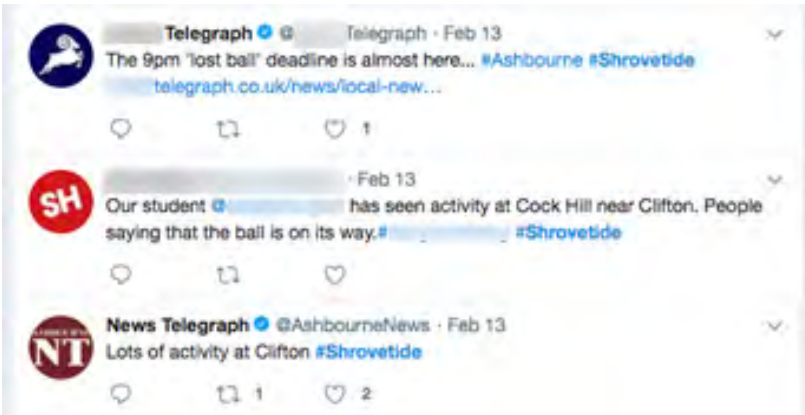 Telegraph @ Telegraph · Feb 13
The 9pm 'lost ball' deadline is almost here... #Ashbourne #Shrovetide
telegraph.co.uk/news/local-new...
1
· Feb 13
SH
Our student @ has seen activity at Cock Hill near Clifton. People
saying that the ball is on its way.# #Shrovetide
News Telegraph @AshbourneNews · Feb 13
NT
Lots of activity at Clifton #Shrovetide
1 2